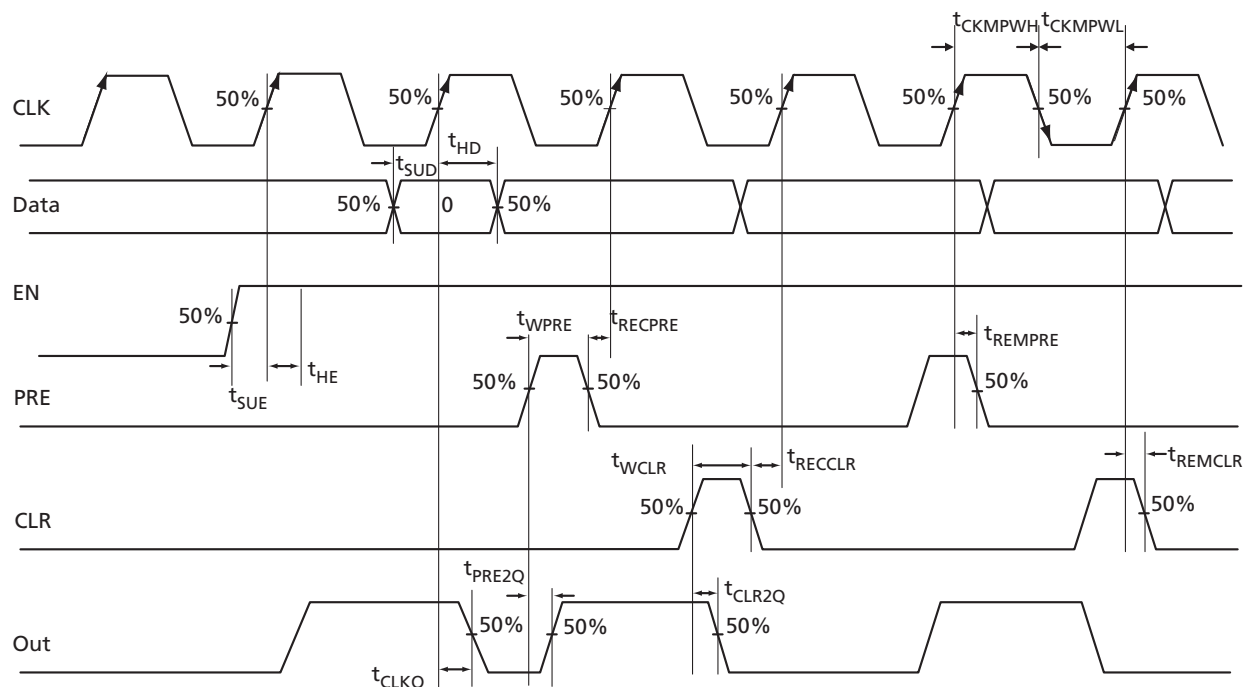 tCKMPWH tCKMPWL
CLK 50% 50% 50% 50% 50% 50% 50%
tSUD tHD
Data 50% 0 50%
EN
50% tWPRE tRECPRE tREMPRE
tSUE tHE
PRE 50% 50% 50%
tWCLR tRECCLR tREMCLR
50% 50% 50%
CLR
tPRE2Q tCLR2Q
Out 50% 50% 50%
tCLKQ